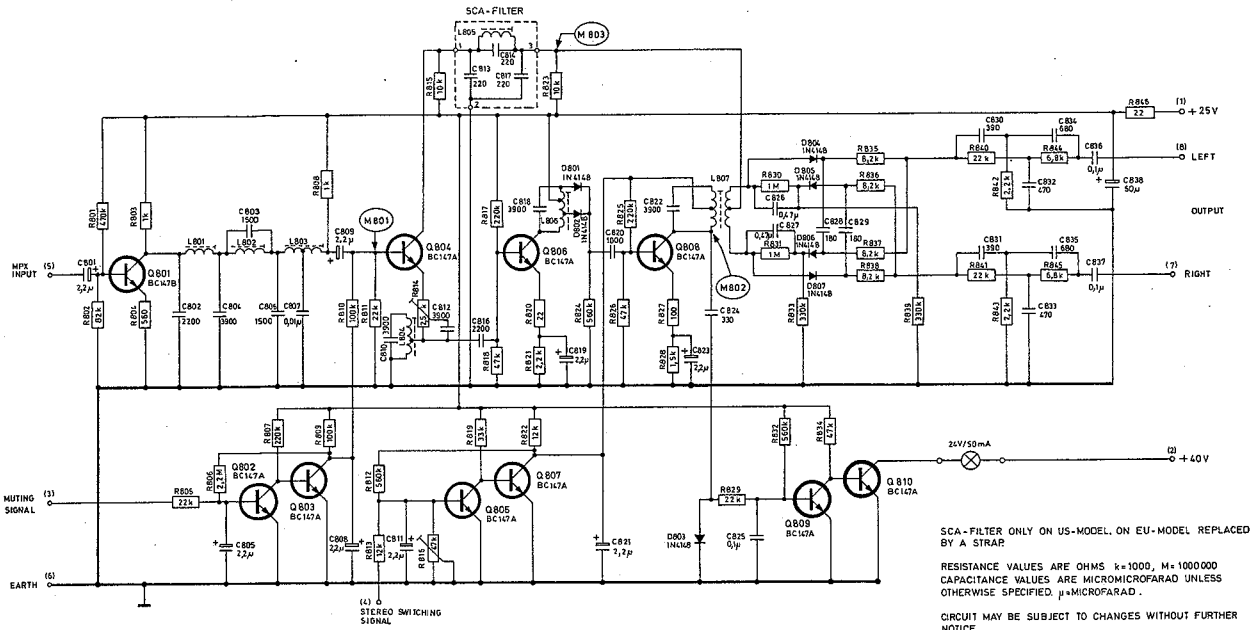 SCA-FILTER
L805
M 803
1
3
C814
220
C813
220
C817
220
2
R815
10k
R823
10k
R845
22
(1)
+25V
C830
390
C834
680
(8)
LEFT
R840
22k
R844
6,8k
C836
0,1µ
R842
2,2k
C832
470
C838
50µ
OUTPUT
D804
1N4148
R835
8,2k
D805
1N4148
R836
8,2k
R830
1M
C826
0,47µ
C827
0,47µ
R831
1M
C828
180
C829
180
D806
1N4148
R837
8,2k
R838
8,2k
D807
1N4148
L807
R801
470k
R803
1k
R808
1k
C803
1500
C809
2,2µ
M801
L801
L802
L803
MPX
INPUT
(5)
C801
2,2µ
Q801
BC147B
R802
82k
R804
560
C802
2200
C804
3900
C806
1500
C807
0,01µ
R810
100k
R811
22k
Q804
BC147A
R814
2,5k
C812
3900
C810
3900
L804
C816
2200
R817
220k
R818
47k
D801
1N4148
C818
3900
L806
D802
1N4148
Q806
BC147A
R820
22
R821
2,2k
C819
2,2µ
C820
1000
R824
560k
R825
220k
R826
47k
C822
3900
Q808
BC147A
R827
100
R828
1,5k
C823
2,2µ
M802
C824
330
R833
330k
R839
330k
C831
390
C835
680
R841
22k
R845
6,8k
C837
0,1µ
(7)
RIGHT
R843
2,2k
C833
470
R807
220k
R809
100k
R806
2,2M
Q802
BC147A
Q803
BC147A
MUTING
SIGNAL
(3)
R805
22k
C805
2,2µ
C808
2,2µ
R819
33k
R822
12k
R812
560k
Q807
BC147A
Q805
BC147A
R813
12k
C811
2,2µ
R816
47k
C821
2,2µ
R832
560k
R834
47k
R829
22k
D803
1N4148
C825
0,1µ
Q809
BC147A
Q810
BC147A
24V/50mA
(2)
+40V
EARTH
(6)
(4)
STEREO SWITCHING
SIGNAL
SCA-FILTER ONLY ON US-MODEL. ON EU-MODEL REPLACED
BY A STRAP.
RESISTANCE VALUES ARE OHMS k=1000, M=1000000
CAPACITANCE VALUES ARE MICROMICROFARAD UNLESS
OTHERWISE SPECIFIED. µ=MICROFARAD.
CIRCUIT MAY BE SUBJECT TO CHANGES WITHOUT FURTHER
NOTICE